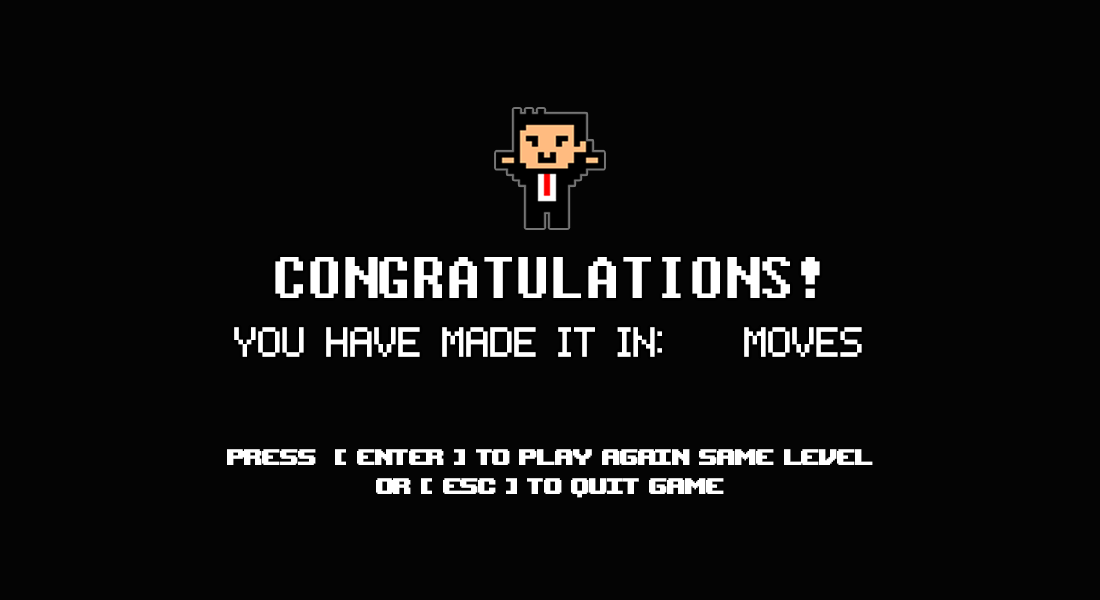 CONGRATULATIONS!
YOU HAVE MADE IT IN: MOVES
PRESS [ ENTER ] TO PLAY AGAIN SAME LEVEL
OR [ ESC ] TO QUIT GAME